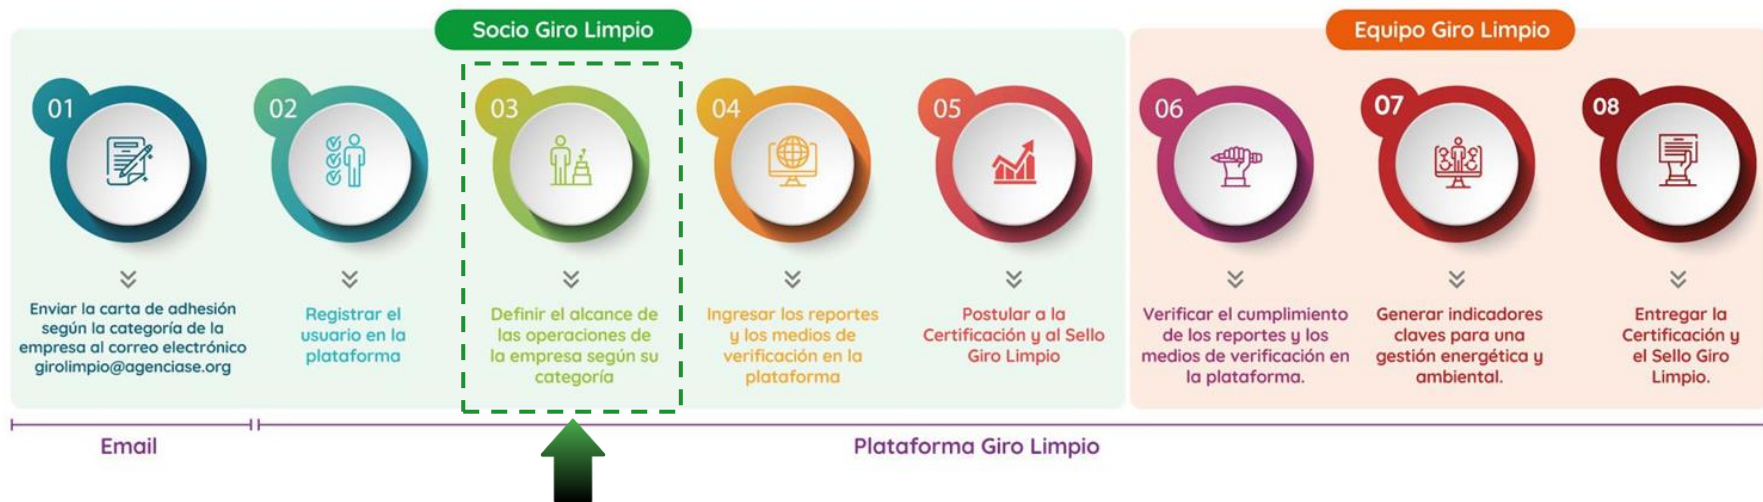 Socio Giro Limpio
Equipo Giro Limpio
01
Enviar la carta de adhesión
según la categoría de la
empresa al correo electrónico
girolimpio@agenciase.org
02
Registrar el
usuario en la
plataforma
03
Definir el alcance de
las operaciones de
la empresa según su
categoría
04
Ingresar los reportes
y los medios de
verificación en la
plataforma
05
Postular a la
Certificación y al Sello
Giro Limpio
06
Verificar el cumplimiento
de los reportes y los
medios de verificación en
la plataforma.
07
Generar indicadores
claves para una
gestión energética y
ambiental.
08
Entregar la
Certificación y
el Sello Giro
Limpio.
Email
Plataforma Giro Limpio